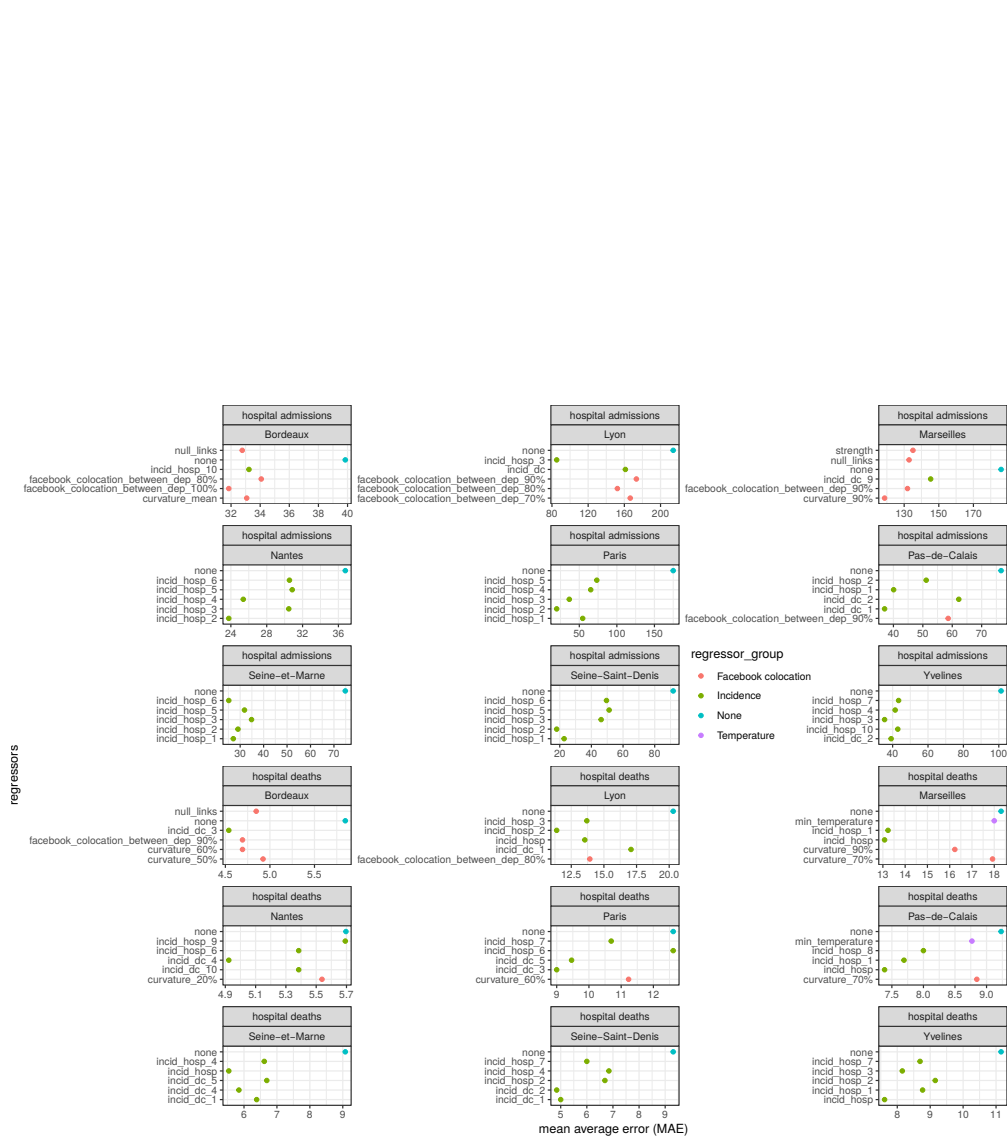 hospital admissions
Bordeaux
null_links
none
incid_hosp_10
facebook_colocation_between_dep_80%
facebook_colocation_between_dep_100%
curvature_mean
32 34 36 38 40
hospital admissions
Lyon
none
incid_hosp_3
incid_dc
facebook_colocation_between_dep_90%
facebook_colocation_between_dep_80%
facebook_colocation_between_dep_70%
80 120 160 200
hospital admissions
Marseilles
strength
null_links
none
incid_dc_9
facebook_colocation_between_dep_90%
curvature_90%
130 150 170
hospital admissions
Nantes
none
incid_hosp_6
incid_hosp_5
incid_hosp_4
incid_hosp_3
incid_hosp_2
24 28 32 36
hospital admissions
Paris
none
incid_hosp_5
incid_hosp_4
incid_hosp_3
incid_hosp_2
incid_hosp_1
50 100 150
hospital admissions
Pas−de−Calais
none
incid_hosp_2
incid_hosp_1
incid_dc_2
incid_dc_1
facebook_colocation_between_dep_90%
40 50 60 70
hospital admissions
Seine−et−Marne
none
incid_hosp_6
incid_hosp_5
incid_hosp_3
incid_hosp_2
incid_hosp_1
30 40 50 60 70
hospital admissions
Seine−Saint−Denis
none
incid_hosp_6
incid_hosp_5
incid_hosp_3
incid_hosp_2
incid_hosp_1
20 40 60 80
regressor_group
Facebook colocation
Incidence
None
Temperature
hospital admissions
Yvelines
none
incid_hosp_7
incid_hosp_4
incid_hosp_3
incid_hosp_10
incid_dc_2
40 60 80 100
regressors
hospital deaths
Bordeaux
null_links
none
incid_dc_3
facebook_colocation_between_dep_90%
curvature_60%
curvature_50%
4.5 5.0 5.5
hospital deaths
Lyon
none
incid_hosp_3
incid_hosp_2
incid_hosp
incid_dc_1
facebook_colocation_between_dep_80%
12.5 15.0 17.5 20.0
hospital deaths
Marseilles
none
min_temperature
incid_hosp_1
incid_hosp
curvature_90%
curvature_70%
13 14 15 16 17 18
hospital deaths
Nantes
none
incid_hosp_9
incid_hosp_6
incid_dc_4
incid_dc_10
curvature_20%
4.9 5.1 5.3 5.5 5.7
hospital deaths
Paris
none
incid_hosp_7
incid_hosp_6
incid_dc_5
incid_dc_3
curvature_60%
9 10 11 12
hospital deaths
Pas−de−Calais
none
min_temperature
incid_hosp_8
incid_hosp_1
incid_hosp
curvature_70%
7.5 8.0 8.5 9.0
hospital deaths
Seine−et−Marne
none
incid_hosp_4
incid_hosp
incid_dc_5
incid_dc_4
incid_dc_1
6 7 8 9
hospital deaths
Seine−Saint−Denis
none
incid_hosp_7
incid_hosp_4
incid_hosp_2
incid_dc_2
incid_dc_1
5 6 7 8 9
hospital deaths
Yvelines
none
incid_hosp_7
incid_hosp_3
incid_hosp_2
incid_hosp_1
incid_hosp
8 9 10 11
mean average error (MAE)